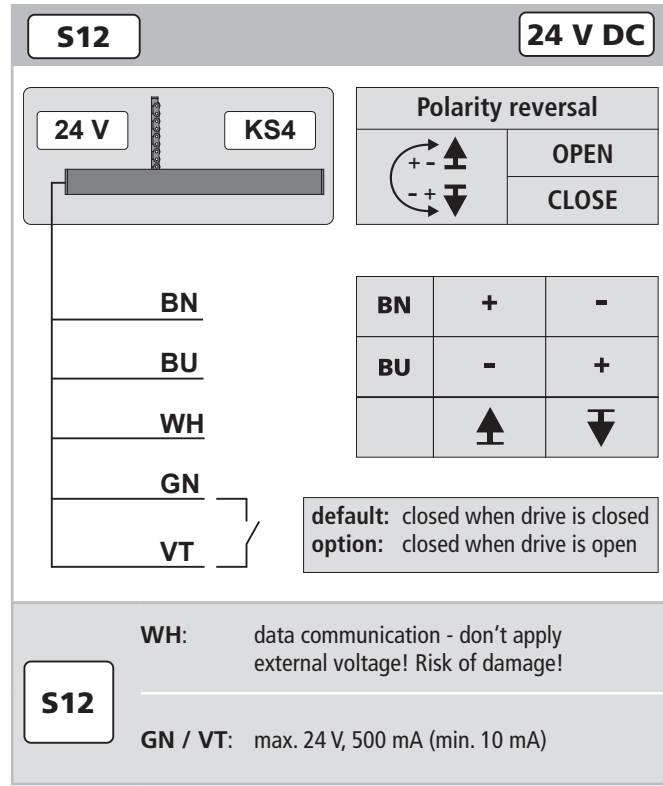 S12
24 V DC
24 V
KS4
Polarity reversal
+ -
OPEN
- +
CLOSE
BN
BU
WH
GN
VT
BN + -
BU - +
default: closed when drive is closed
option: closed when drive is open
S12
WH: data communication - don't apply
external voltage! Risk of damage!
GN / VT: max. 24 V, 500 mA (min. 10 mA)